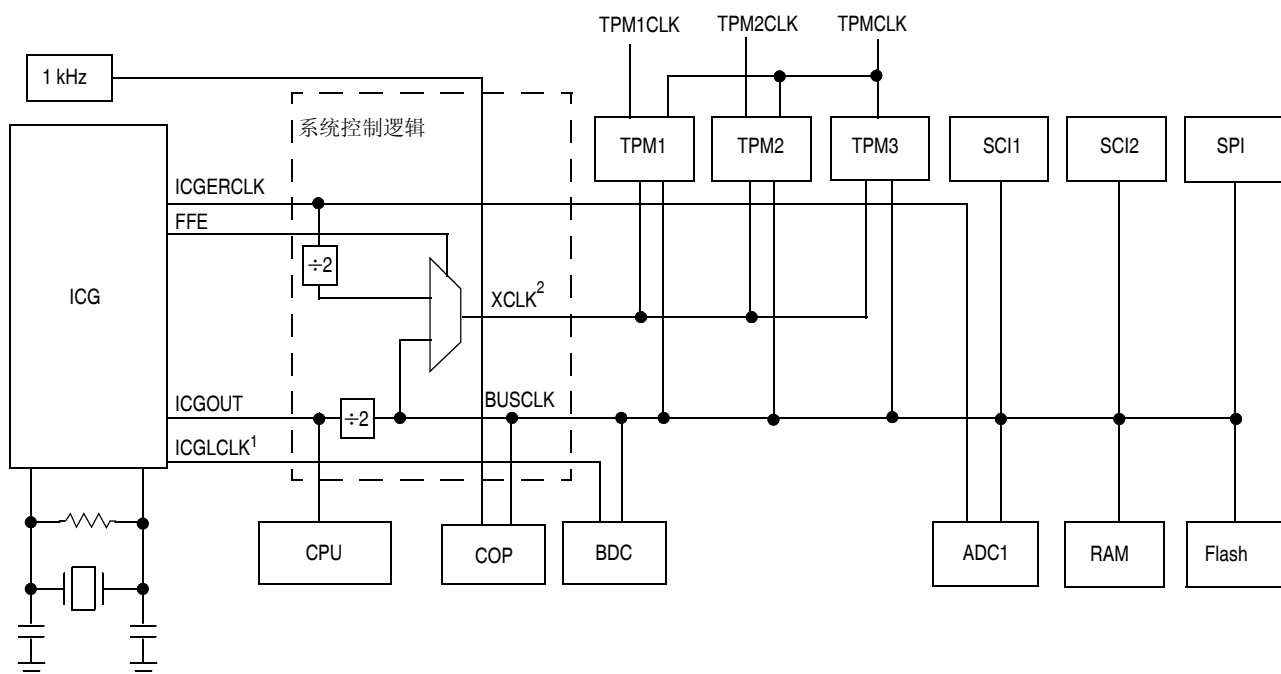 TPM1CLK
TPM2CLK
TPMCLK
1 kHz
系统控制逻辑
TPM1
TPM2
TPM3
SCI1
SCI2
SPI
ICGERCLK
FFE
÷2
ICG
XCLK²
ICGOUT
÷2
BUSCLK
ICGLCLK¹
CPU
COP
BDC
ADC1
RAM
Flash